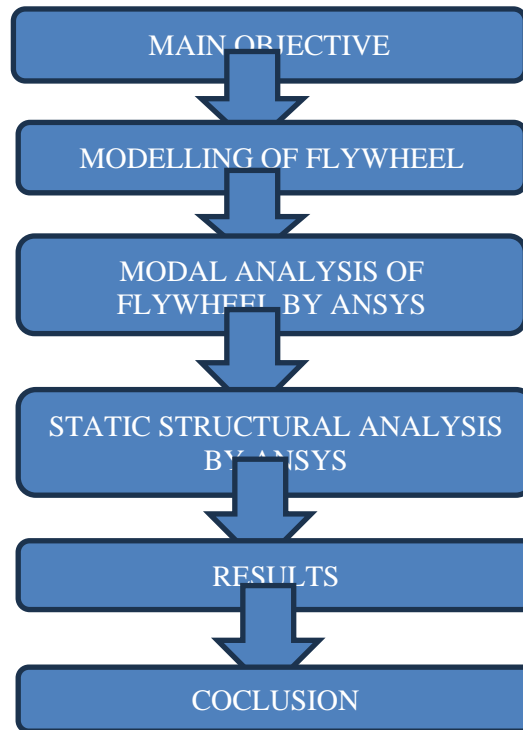 MAIN OBJECTIVE
MODELLING OF FLYWHEEL
MODAL ANALYSIS OF
FLYWHEEL BY ANSYS
STATIC STRUCTURAL ANALYSIS
BY ANSYS
RESULTS
COCLUSION